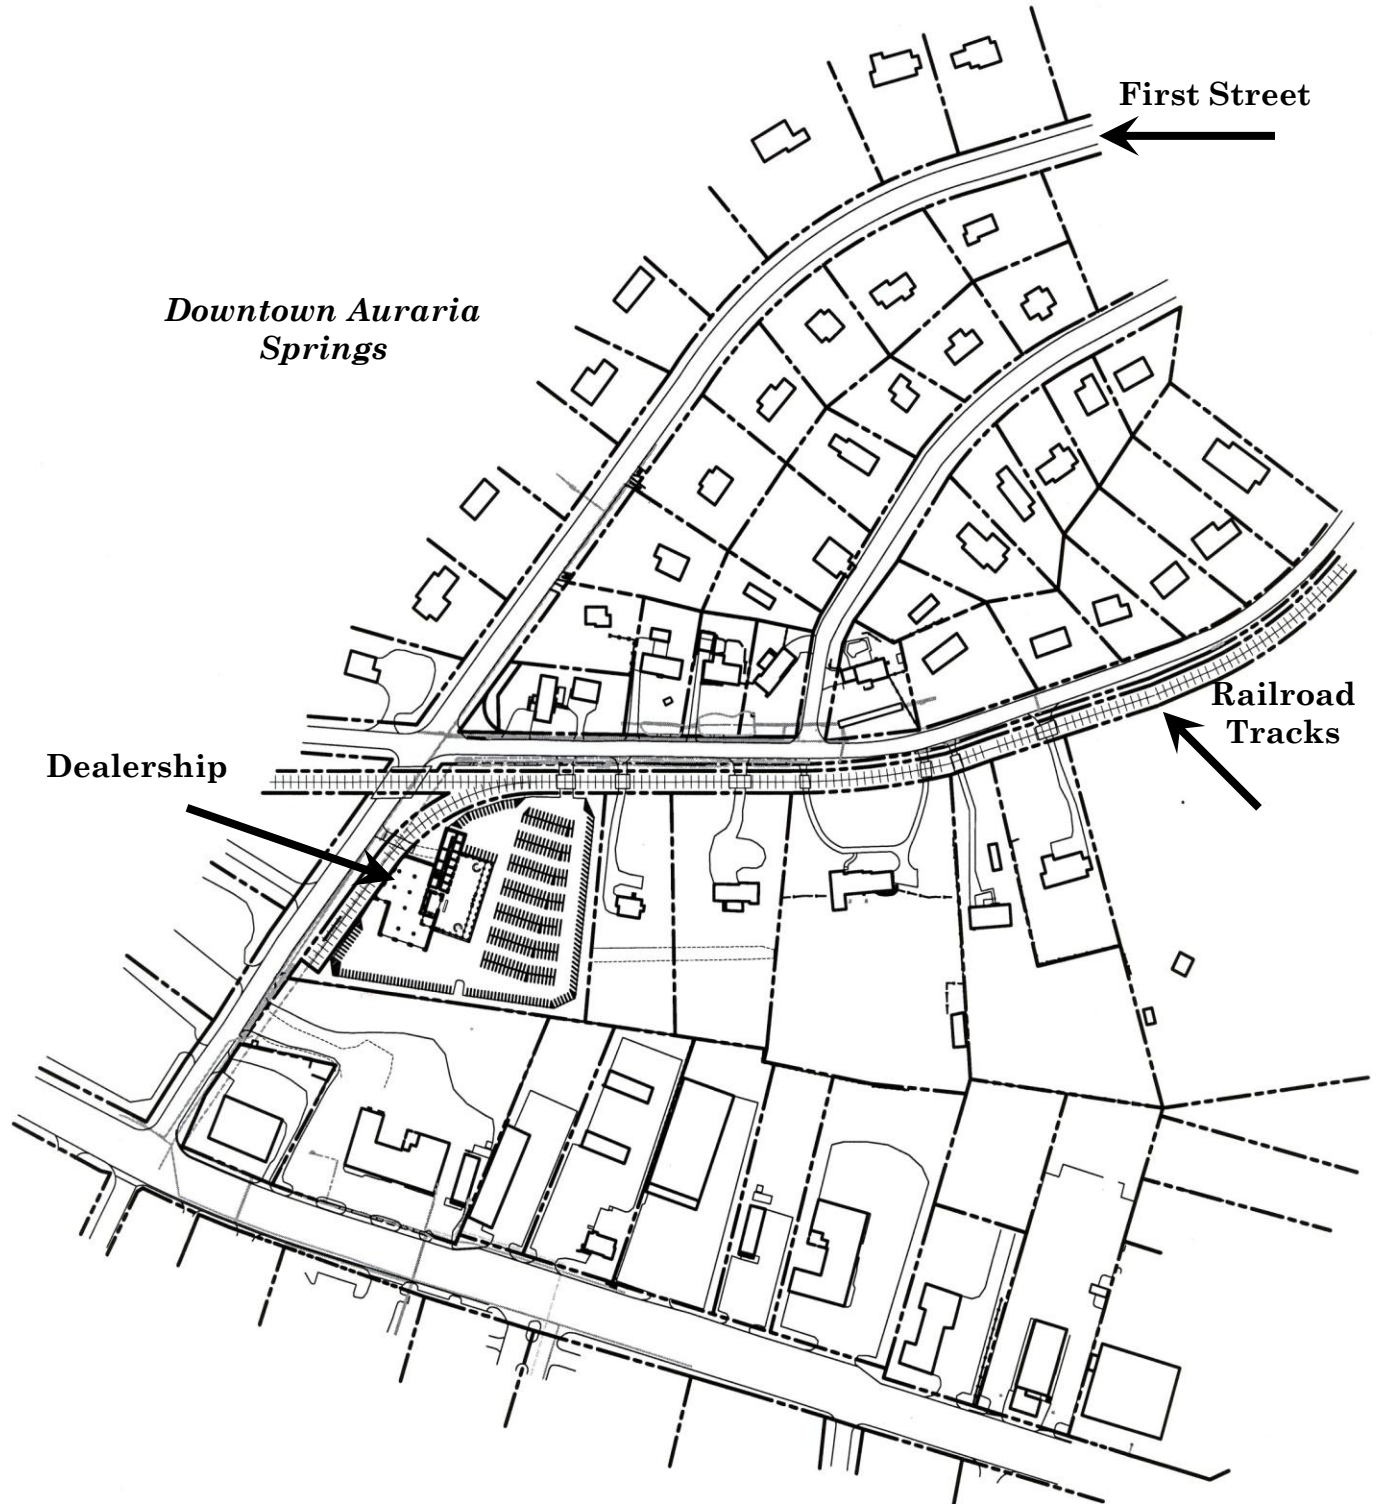 First Street
Downtown Auraria
Springs
Railroad
Tracks
Dealership